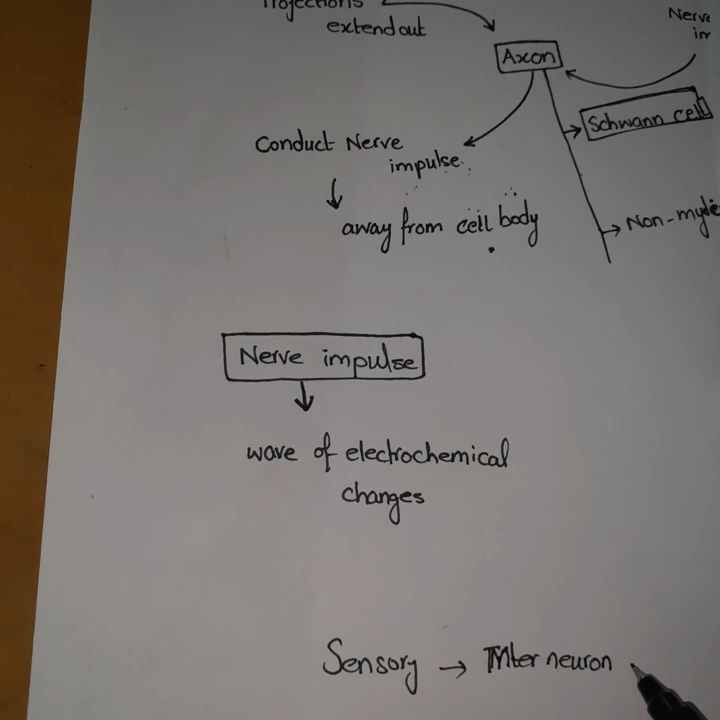 extend out
Nerve
Axon
Schwann cell
Conduct Nerve
impulse.
away from cell body
Nerve impulse
wave of electrochemical
changes
Sensory → Inter neuron